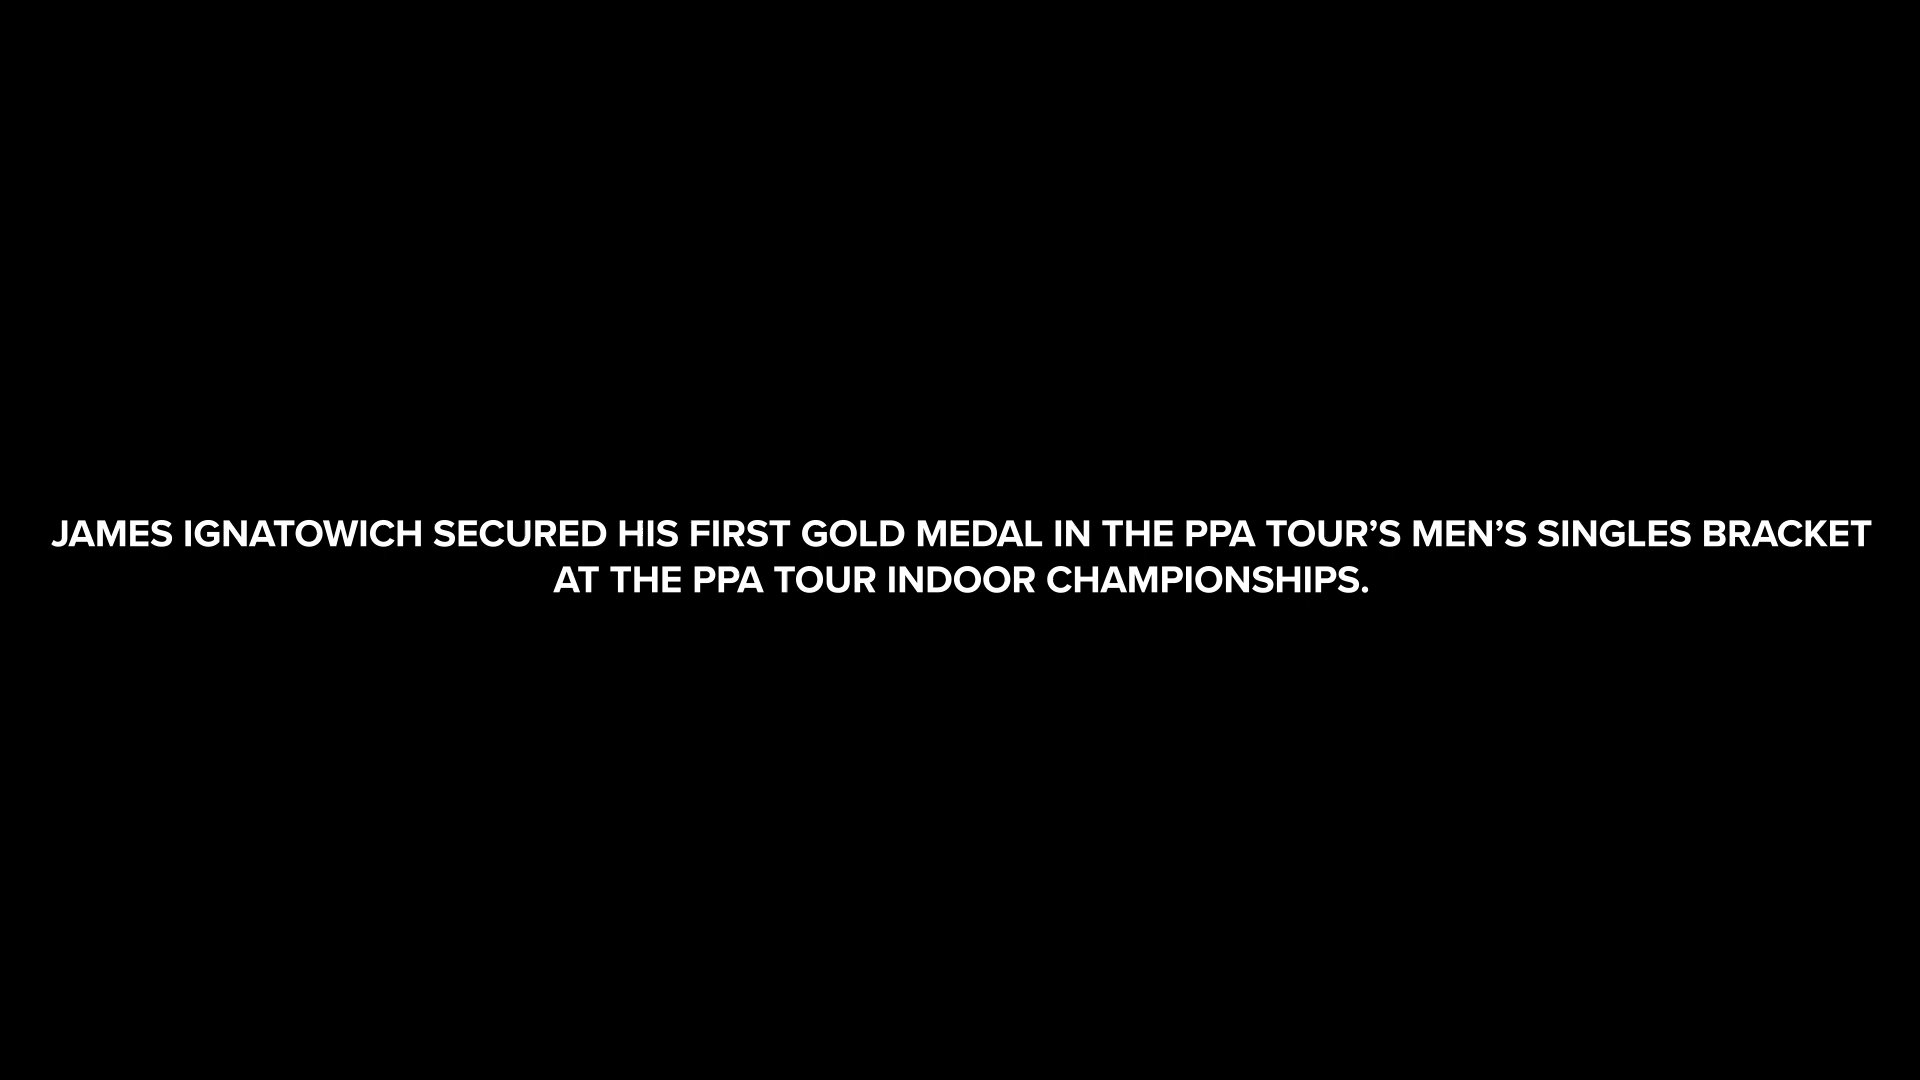 JAMES IGNATOWICH SECURED HIS FIRST GOLD MEDAL IN THE PPA TOUR’S MEN’S SINGLES BRACKET
AT THE PPA TOUR INDOOR CHAMPIONSHIPS.